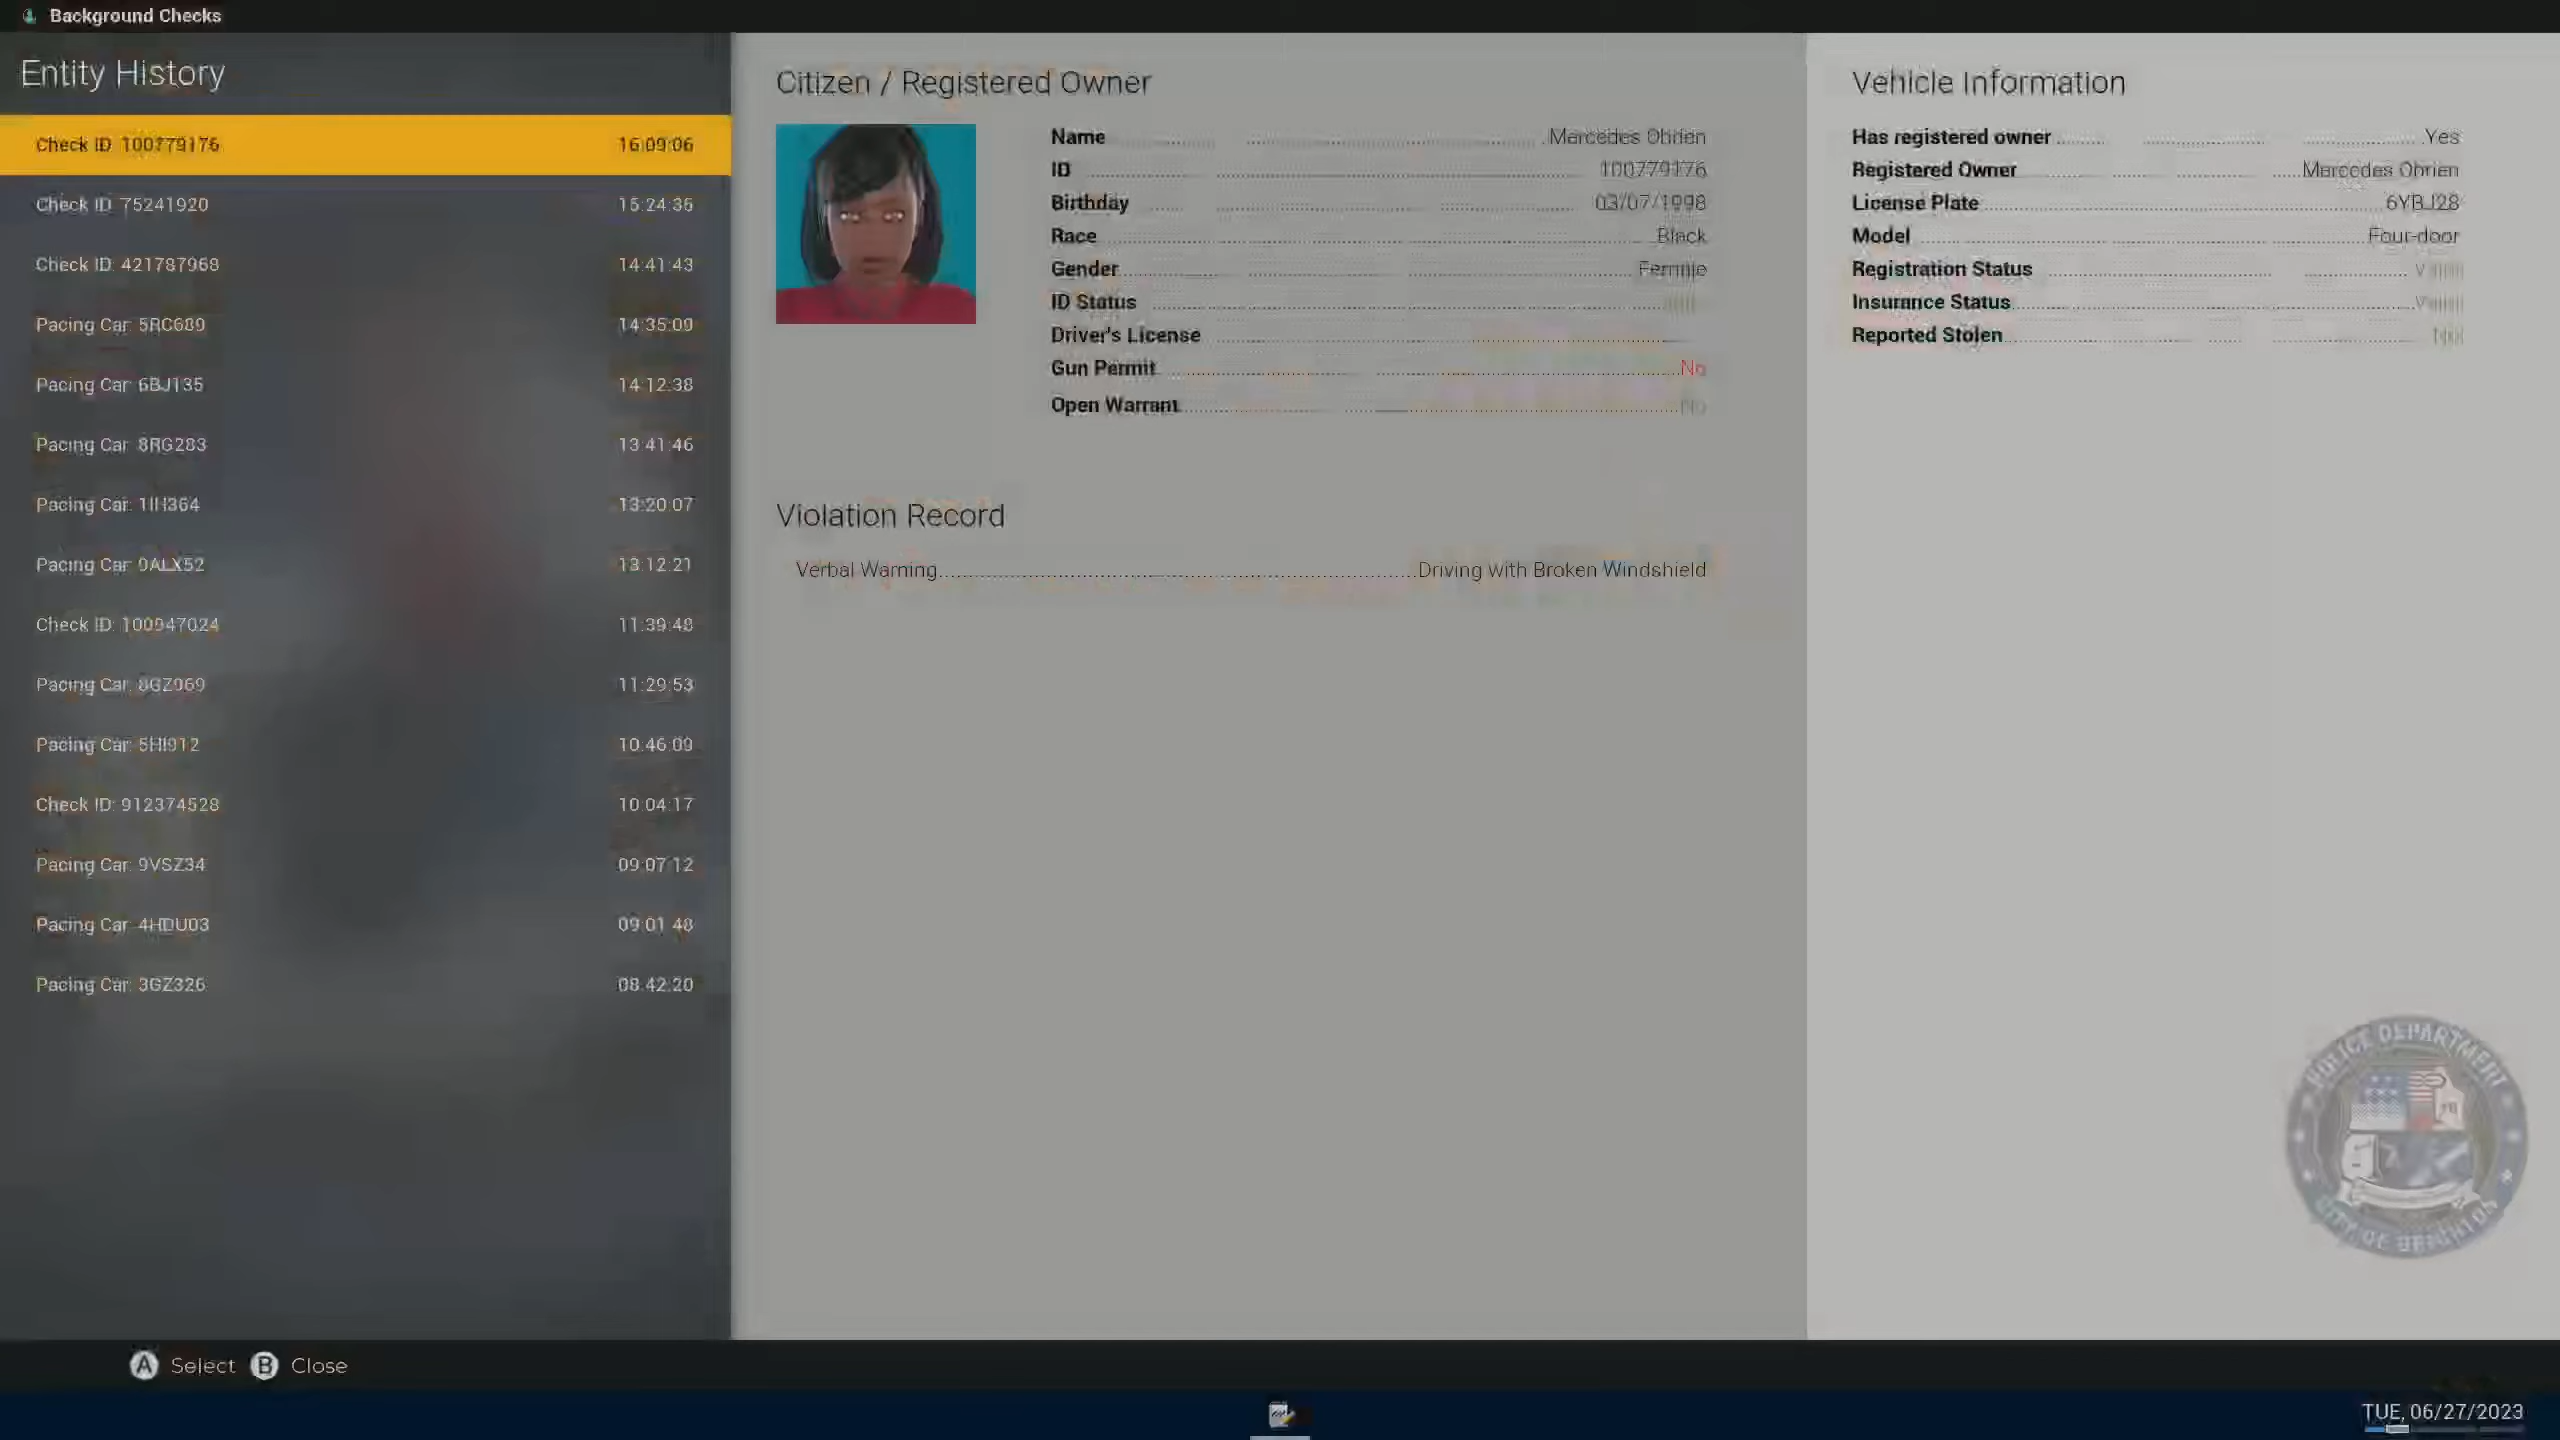 Background Checks
Entity History
Check ID: 100779176 16:09:06
Check ID: 75241920 15:24:36
Check ID: 421787968 14:41:43
Pacing Car: 5RC689 14:35:09
Pacing Car: 6BJ135 14:12:38
Pacing Car: 8RG283 13:41:46
Pacing Car: 1IH364 13:20:07
Pacing Car: 0ALX52 13:12:21
Check ID: 100947024 11:39:48
Pacing Car: 8GZ969 11:29:53
Pacing Car: 5HI912 10:46:09
Check ID: 912374528 10:04:17
Pacing Car: 9VSZ34 09:07:12
Pacing Car: 4HDU03 09:01:48
Pacing Car: 3GZ326 08:42:20
Citizen / Registered Owner
Name Mercedes Obrien
ID 100779176
Birthday 03/07/1998
Race Black
Gender Female
ID Status
Driver's License
Gun Permit No
Open Warrant No
Violation Record
Verbal Warning Driving with Broken Windshield
Vehicle Information
Has registered owner Yes
Registered Owner Mercedes Obrien
License Plate 6YBJ28
Model Four-door
Registration Status
Insurance Status
Reported Stolen
POLICE DEPARTMENT
CITY OF BRIGHTON
A Select B Close
TUE, 06/27/2023